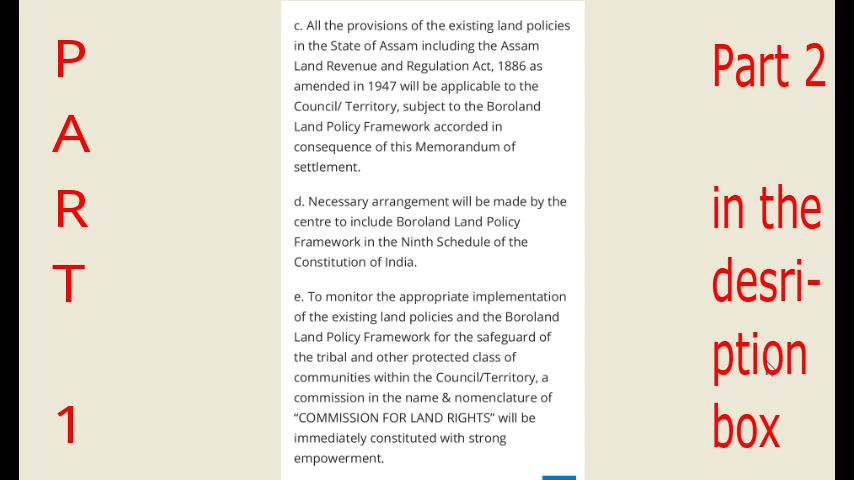 P
A
R
T
1
c. All the provisions of the existing land policies
in the State of Assam including the Assam
Land Revenue and Regulation Act, 1886 as
amended in 1947 will be applicable to the
Council/ Territory, subject to the Boroland
Land Policy Framework accorded in
consequence of this Memorandum of
settlement.
d. Necessary arrangement will be made by the
centre to include Boroland Land Policy
Framework in the Ninth Schedule of the
Constitution of India.
e. To monitor the appropriate implementation
of the existing land policies and the Boroland
Land Policy Framework for the safeguard of
the tribal and other protected class of
communities within the Council/Territory, a
commission in the name & nomenclature of
“COMMISSION FOR LAND RIGHTS” will be
immediately constituted with strong
empowerment.
Part 2
in the
desri-
ption
box